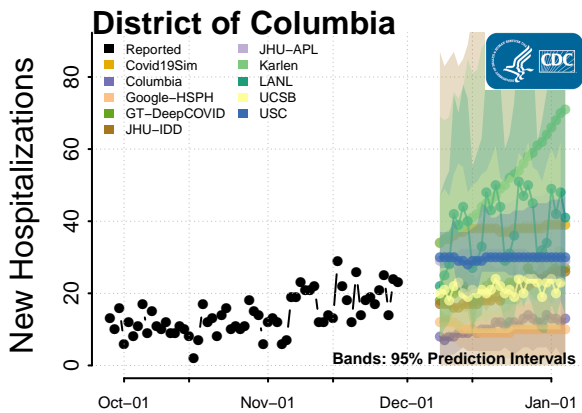 District of Columbia
Reported
Covid19Sim
Columbia
Google−HSPH
GT−DeepCOVID
JHU−IDD
JHU−APL
Karlen
LANL
UCSB
USC
CDC
New Hospitalizations
80
60
40
20
0
Bands: 95% Prediction Intervals
Oct−01
Nov−01
Dec−01
Jan−01